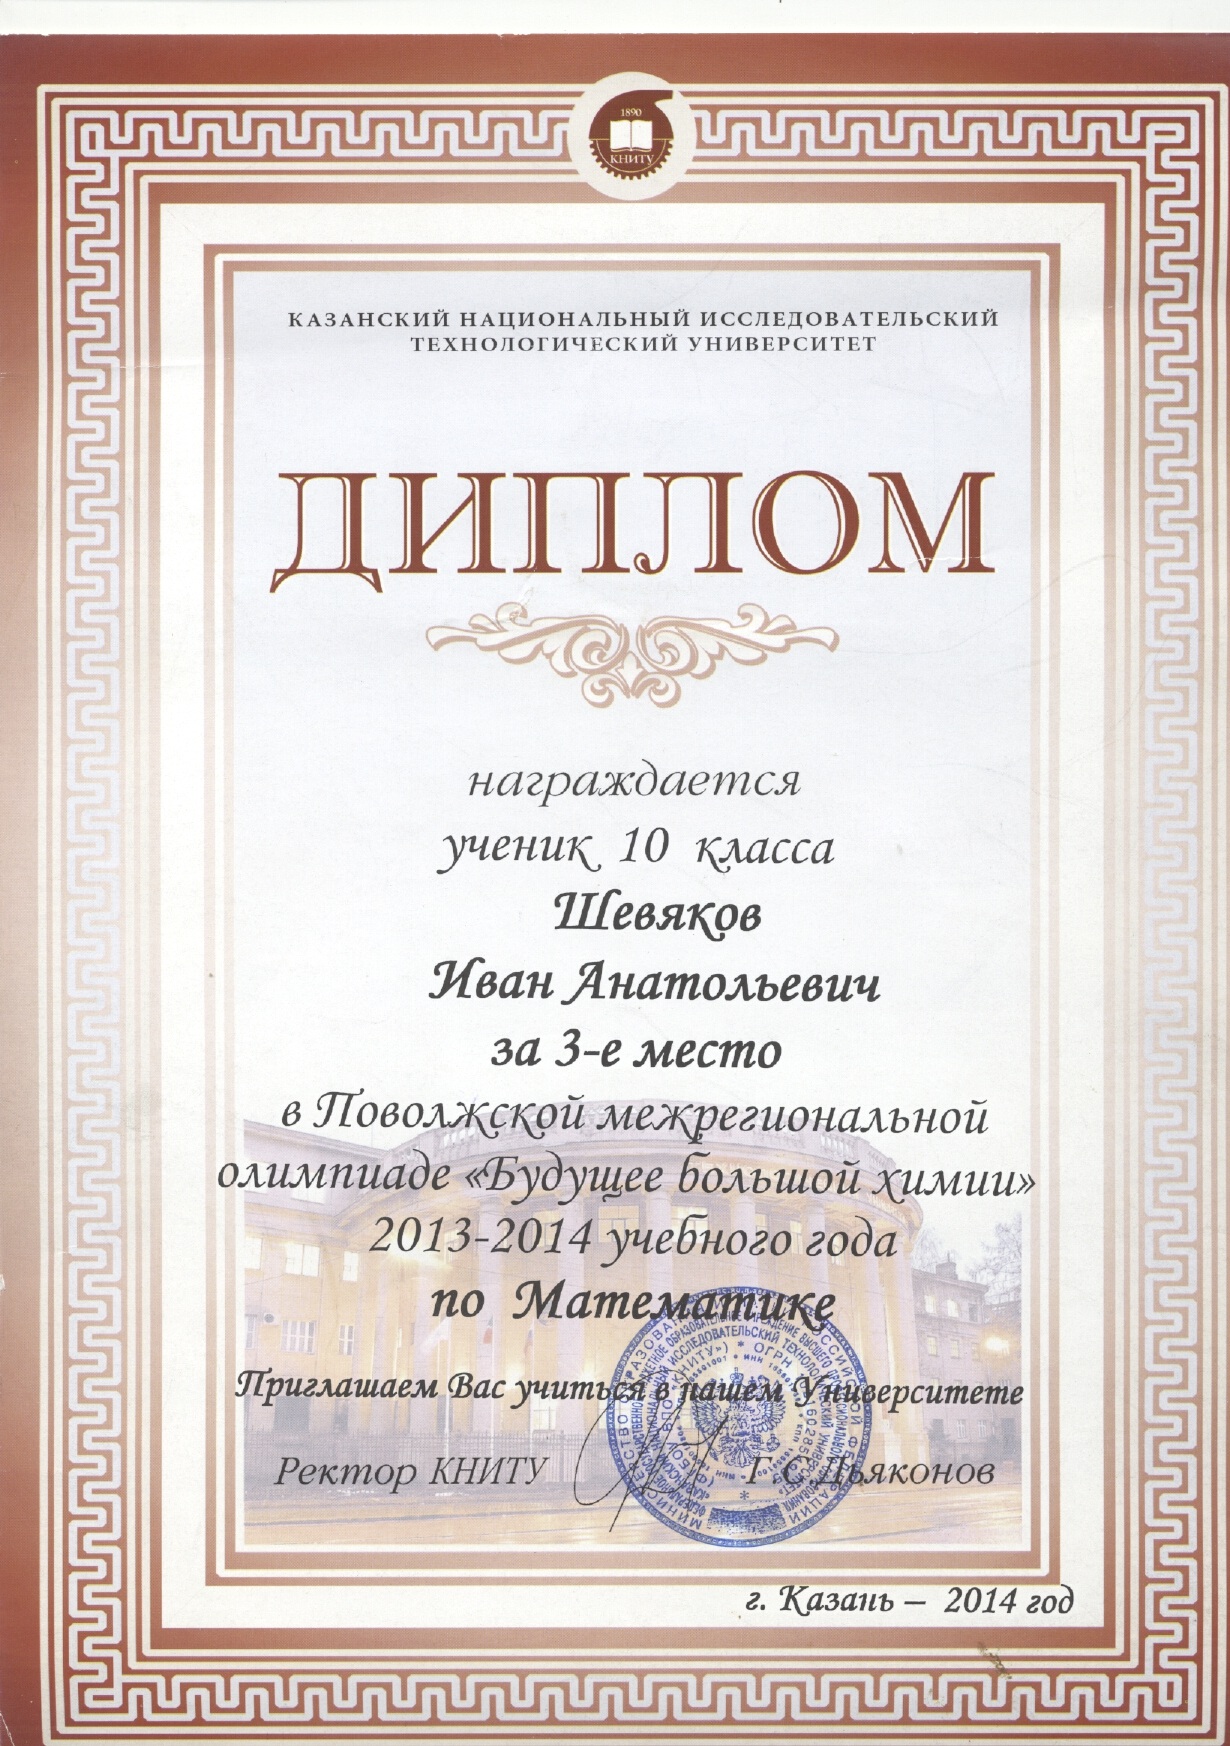 1890
КНИТУ
КАЗАНСКИЙ НАЦИОНАЛЬНЫЙ ИССЛЕДОВАТЕЛЬСКИЙ
ТЕХНОЛОГИЧЕСКИЙ УНИВЕРСИТЕТ
ДИПЛОМ
награждается
ученик 10 класса
Шевяков
Иван Анатольевич
за 3-е место
в Поволжской межрегиональной
олимпиаде «Будущее большой химии»
2013-2014 учебного года
по Математике
Приглашаем Вас учиться в нашем Университете
Ректор КНИТУ Г.С.Дьяконов
г. Казань – 2014 год